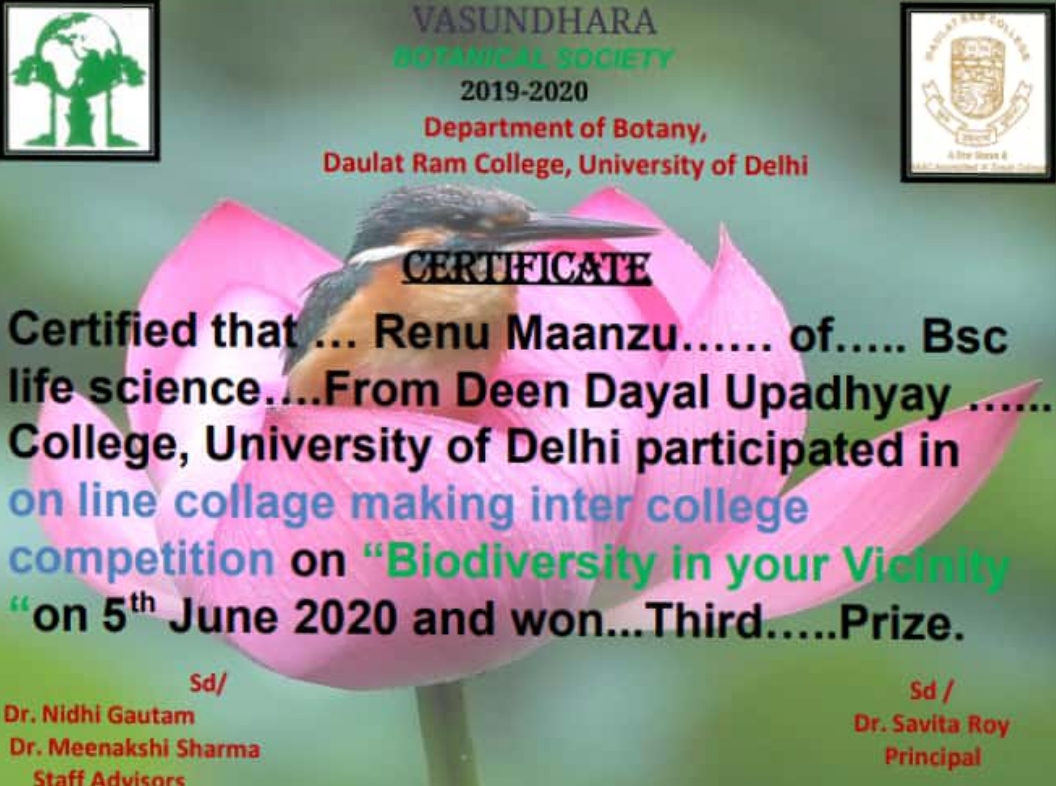 VASUNDHARA
BOTANICAL SOCIETY
2019-2020
Department of Botany,
Daulat Ram College, University of Delhi
DAULAT RAM COLLEGE
CERTIFICATE
Certified that ... Renu Maanzu...... of..... Bsc
life science....From Deen Dayal Upadhyay ......
College, University of Delhi participated in
on line collage making inter college
competition on “Biodiversity in your Vicinity
“on 5th June 2020 and won...Third.....Prize.
Sd/
Dr. Nidhi Gautam
Dr. Meenakshi Sharma
Staff Advisors
Sd /
Dr. Savita Roy
Principal